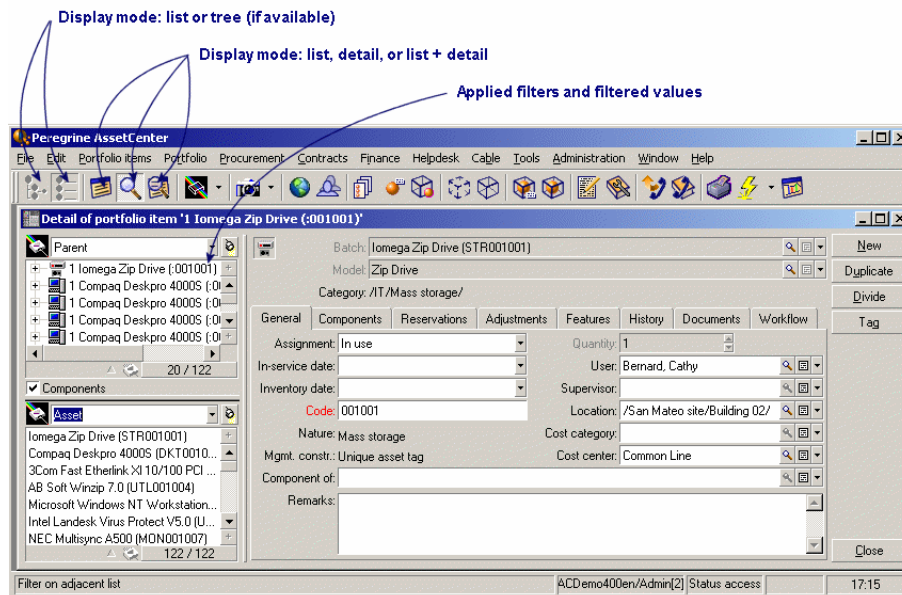 Display mode: list or tree (if available)
Display mode: list, detail, or list + detail
Applied filters and filtered values
Peregrine AssetCenter
File Edit Portfolio items Portfolio Procurement Contracts Finance Helpdesk Cable Tools Administration Window Help
Detail of portfolio item '1 Iomega Zip Drive (:001001)'
Parent
1 Iomega Zip Drive (:001001)
1 Compaq Deskpro 4000S (:0
1 Compaq Deskpro 4000S (:0
1 Compaq Deskpro 4000S (:0
1 Compaq Deskpro 4000S (:0
20 / 122
Components
Asset
Iomega Zip Drive (STR001001)
Compaq Deskpro 4000S (DKT0010...
3Com Fast Etherlink XI 10/100 PCI ...
AB Soft Winzip 7.0 (UTL001004)
Microsoft Windows NT Workstation...
Intel Landesk Virus Protect V5.0 (U...
NEC Multisync A500 (MON001007)
122 / 122
Batch: Iomega Zip Drive (STR001001)
Model: Zip Drive
Category: /IT/Mass storage/
General Components Reservations Adjustments Features History Documents Workflow
Assignment: In use Quantity: 1
In-service date: User: Bernard, Cathy
Inventory date: Supervisor:
Code: 001001 Location: /San Mateo site/Building 02/
Nature: Mass storage Cost category:
Mgmt. constr.: Unique asset tag Cost center: Common Line
Component of:
Remarks:
New
Duplicate
Divide
Tag
Close
Filter on adjacent list ACDemo400en/Admin[2] Status access 17:15